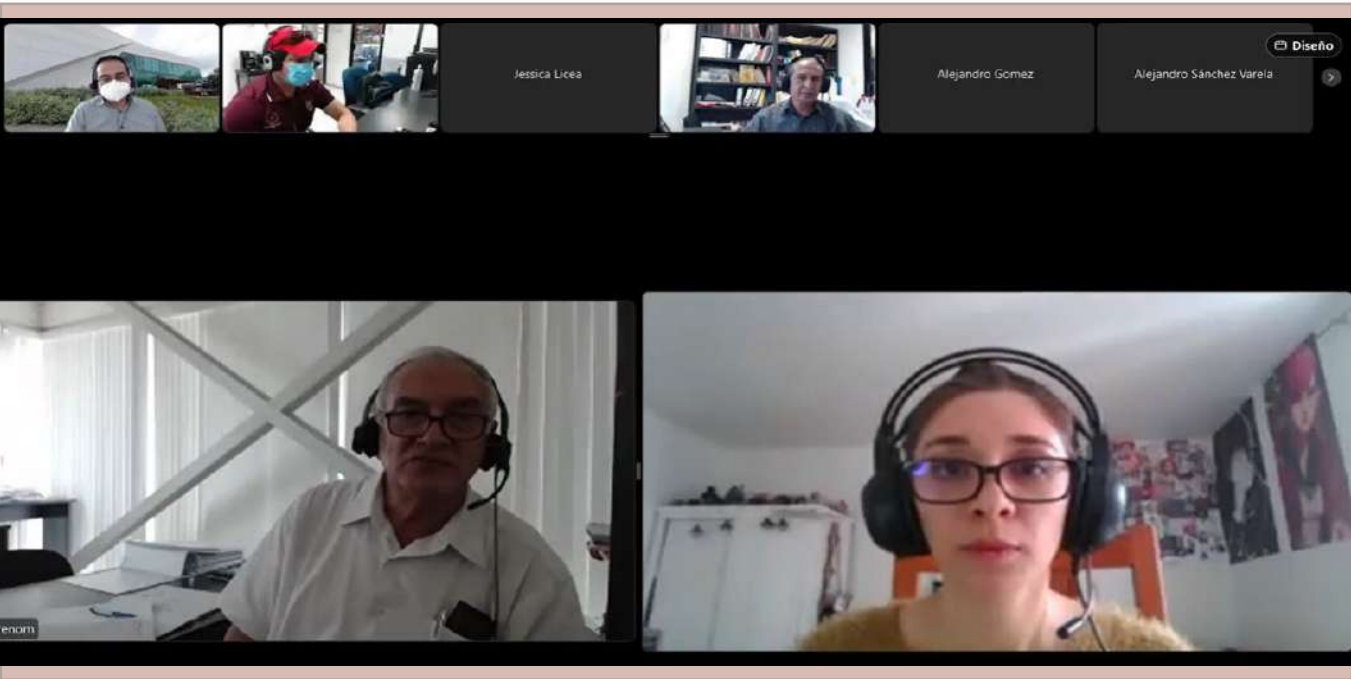 Jessica Licea
Alejandro Gomez
Alejandro Sánchez Varela
Diseño
enom